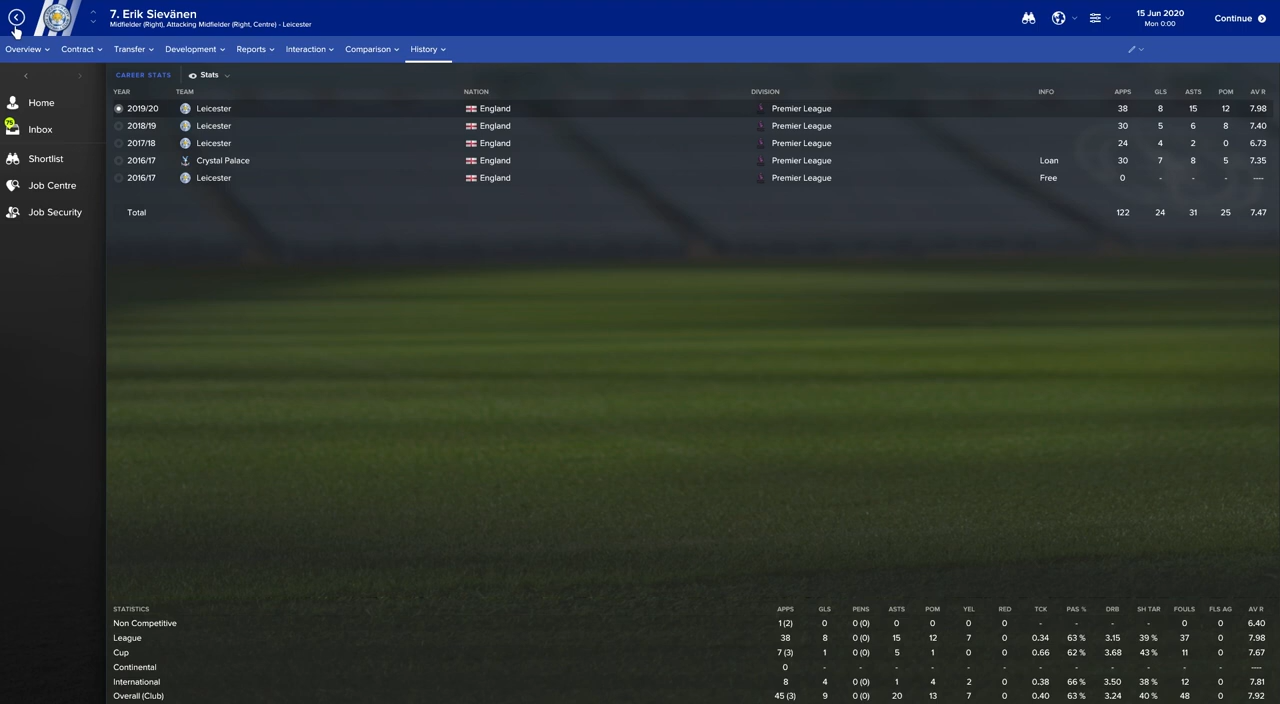 7. Erik Sievänen
Midfielder (Right), Attacking Midfielder (Right, Centre) - Leicester
15 Jun 2020
Mon 0:00
Continue
Overview Contract Transfer Development Reports Interaction Comparison History
Home
75
Inbox
Shortlist
Job Centre
Job Security
CAREER STATS Stats
YEAR TEAM NATION DIVISION INFO APPS GLS ASTS POM AV R
2019/20 Leicester England Premier League 38 8 15 12 7.98
2018/19 Leicester England Premier League 30 5 6 8 7.40
2017/18 Leicester England Premier League 24 4 2 0 6.73
2016/17 Crystal Palace England Premier League Loan 30 7 8 5 7.35
2016/17 Leicester England Premier League Free 0 - - - ----
Total 122 24 31 25 7.47
STATISTICS APPS GLS PENS ASTS POM YEL RED TCK PAS % DRB SH TAR FOULS FLS AG AV R
Non Competitive 1 (2) 0 0 (0) 0 0 0 0 - - - - 0 0 6.40
League 38 8 0 (0) 15 12 7 0 0.34 63 % 3.15 39 % 37 0 7.98
Cup 7 (3) 1 0 (0) 5 1 0 0 0.66 62 % 3.68 43 % 11 0 7.67
Continental 0 - - - - - - - - - - - - ----
International 8 4 0 (0) 1 4 2 0 0.38 66 % 3.50 38 % 12 0 7.81
Overall (Club) 45 (3) 9 0 (0) 20 13 7 0 0.40 63 % 3.24 40 % 48 0 7.92